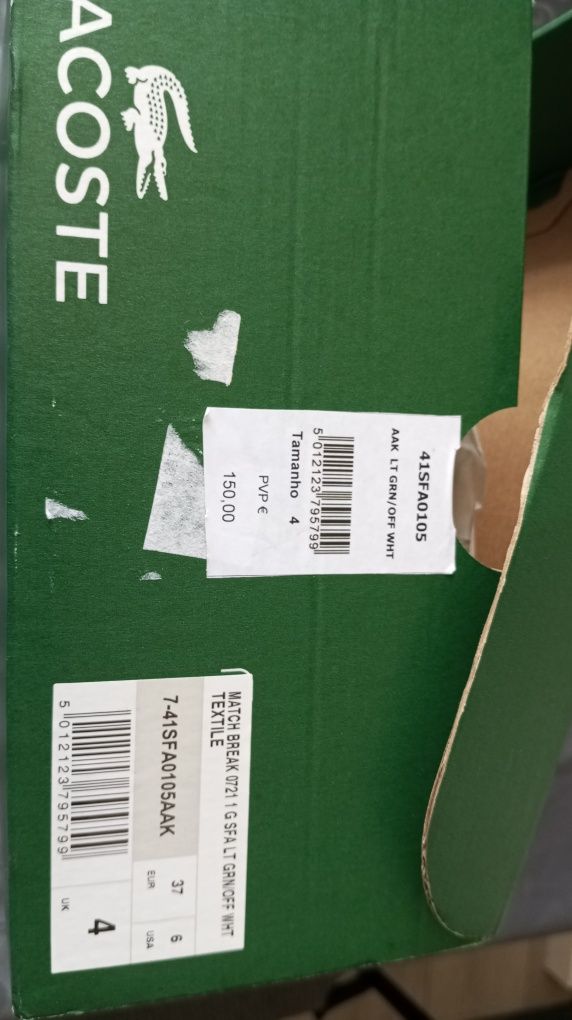 ACOSTE
41SFA0105
AAK LT GRN/OFF WHT
5 012123 795799
Tamanho 4
PVP €
150,00
MATCH BREAK 0721 1 G SFA LT GRN/OFF WHT
TEXTILE
7-41SFA0105AAK
37
EUR
6
USA
5 012123 795799
4
UK